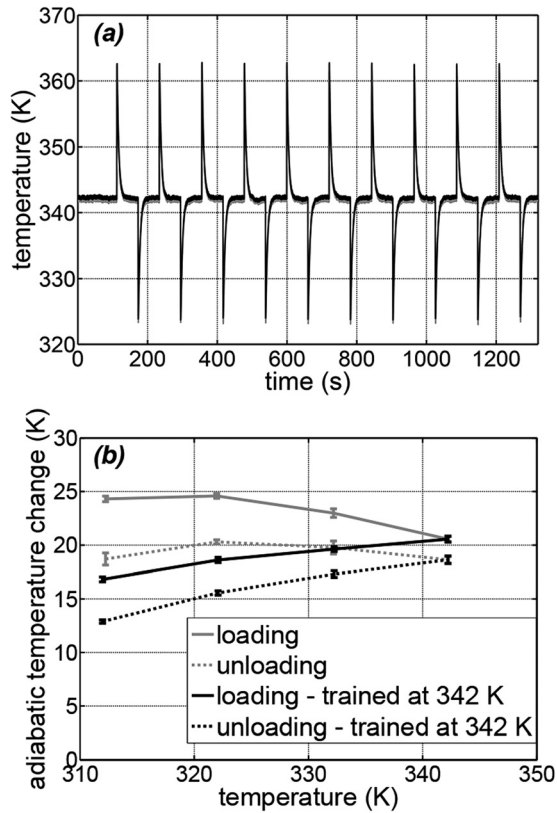 (a)
370
360
350
340
330
320
temperature (K)
0 200 400 600 800 1000 1200
time (s)
(b)
30
25
20
15
10
5
0
adiabatic temperature change (K)
loading
unloading
loading - trained at 342 K
unloading - trained at 342 K
310 320 330 340 350
temperature (K)